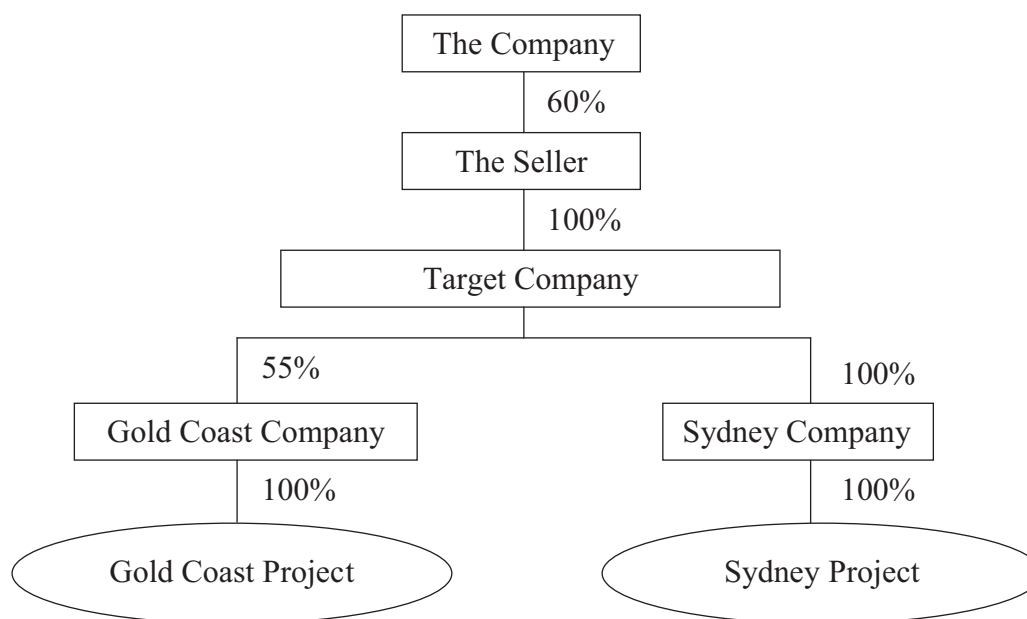 The Company
60%
The Seller
100%
Target Company
55%
100%
Gold Coast Company
Sydney Company
100%
100%
Gold Coast Project
Sydney Project